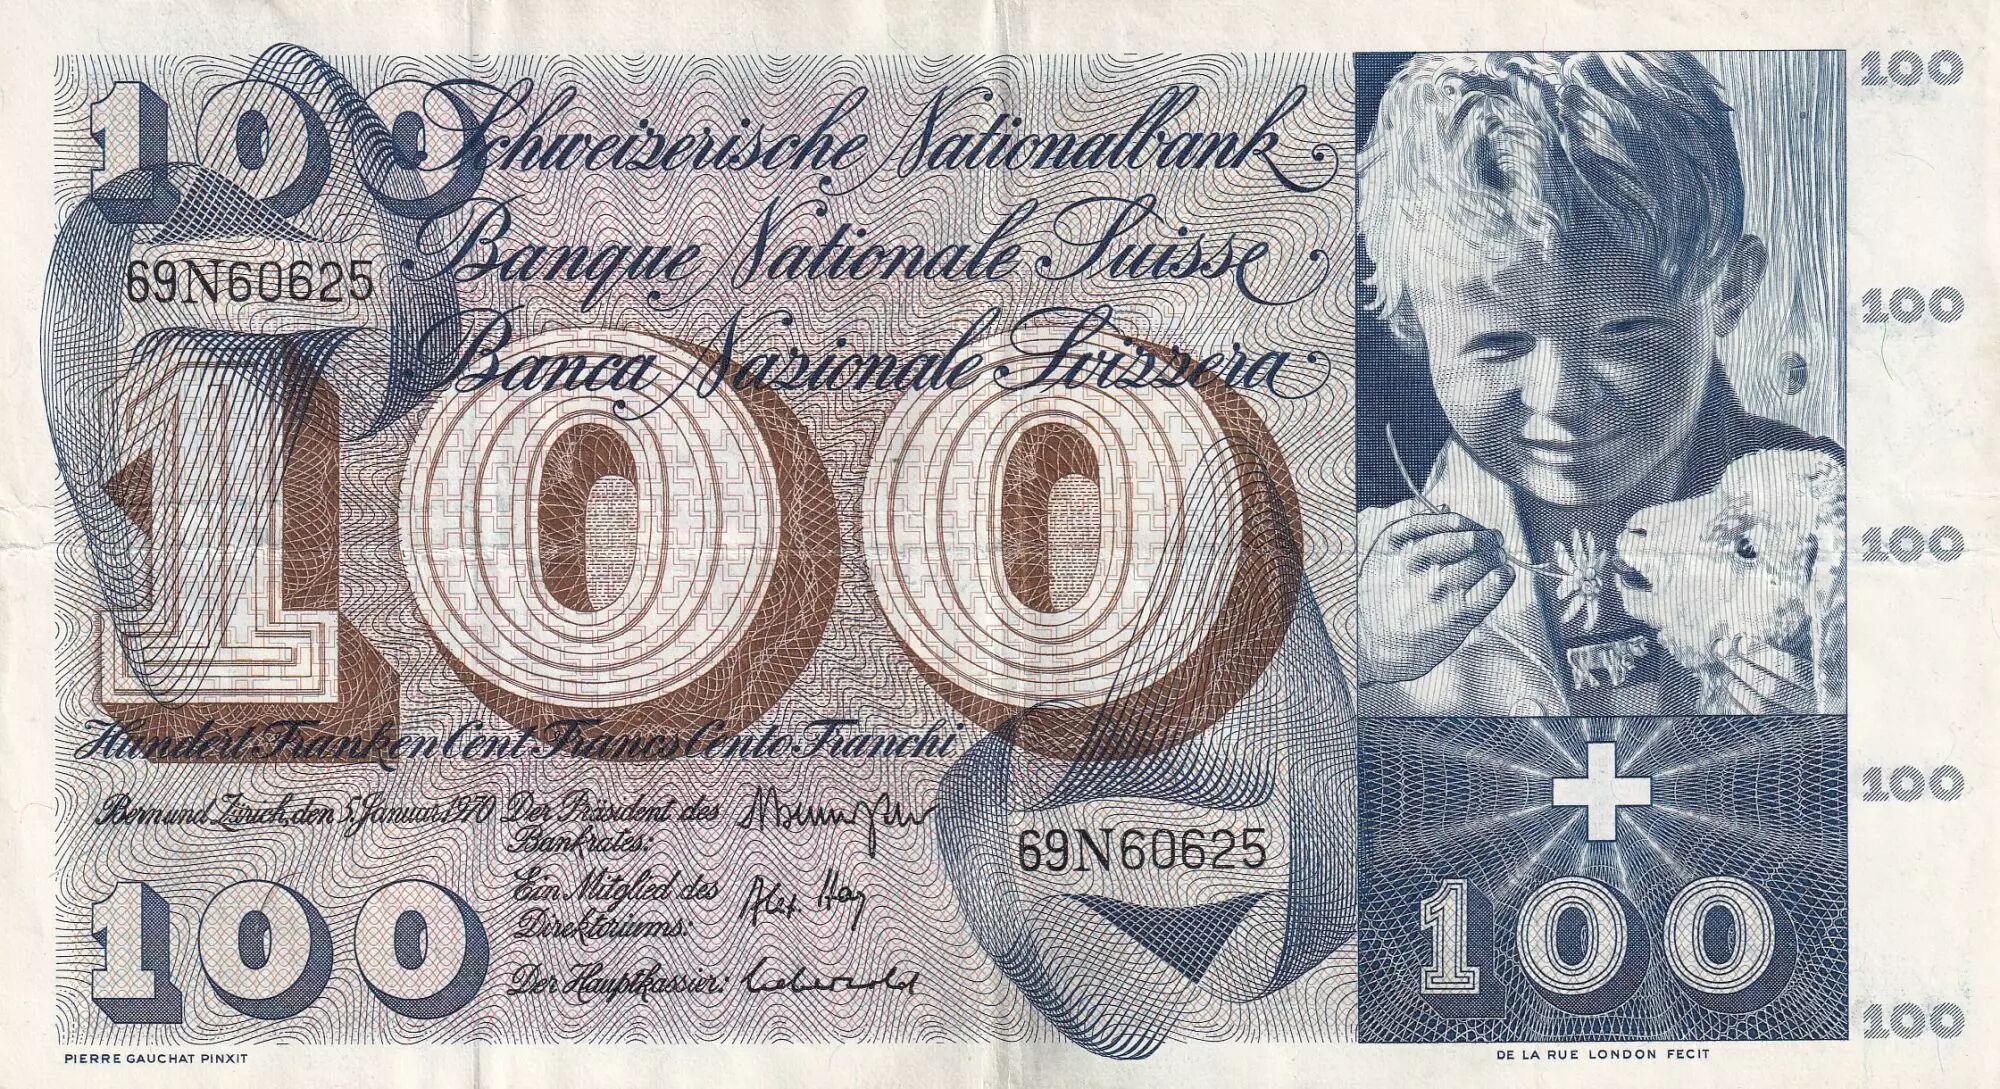 100
Schweizerische Nationalbank
69N60625
Banque Nationale Suisse
Banca Nazionale Svizzera
100
Hundert Franken Cent Francs Cento Franchi
Bern und Zürich, den 5. Januar 1970
Der Präsident des
Bankrates:
Ein Mitglied des
Direktoriums:
Der Hauptkassier:
69N60625
100
100
100
100
100
100
100
100
PIERRE GAUCHAT PINXIT
DE LA RUE LONDON FECIT